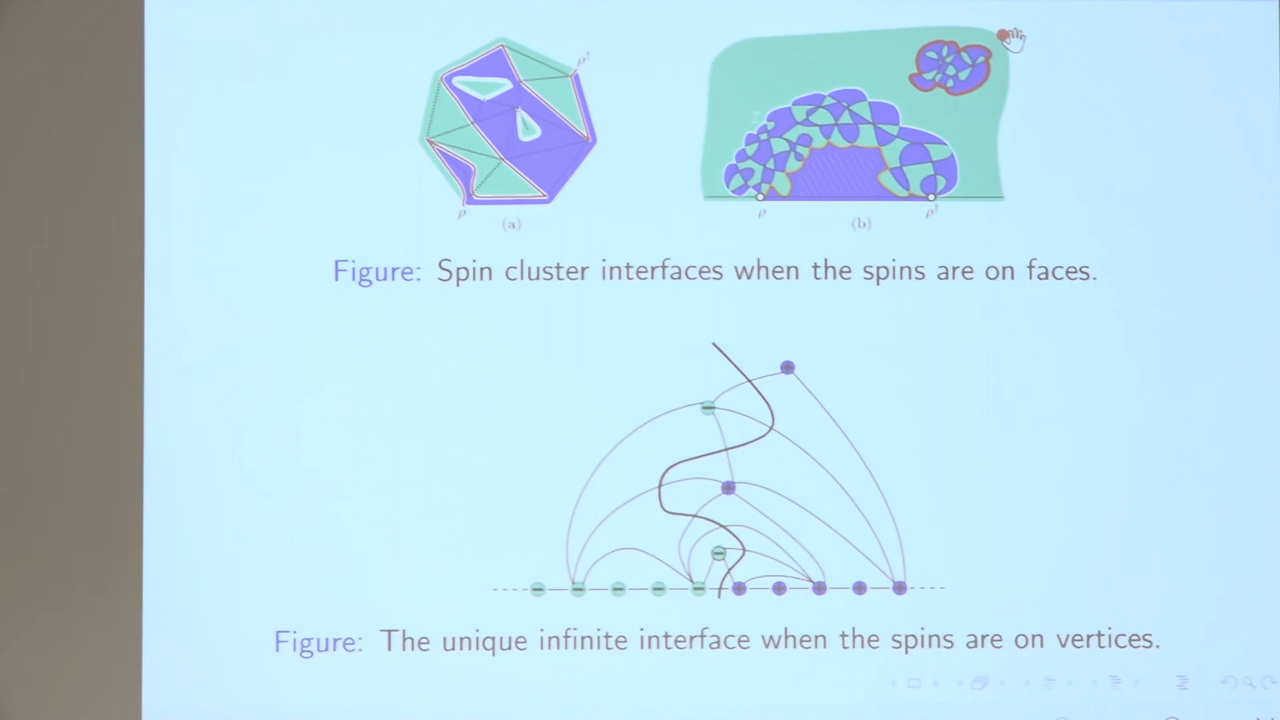 ρ†
ρ
(a)
ρ
ρ†
(b)
Figure: Spin cluster interfaces when the spins are on faces.
Figure: The unique infinite interface when the spins are on vertices.